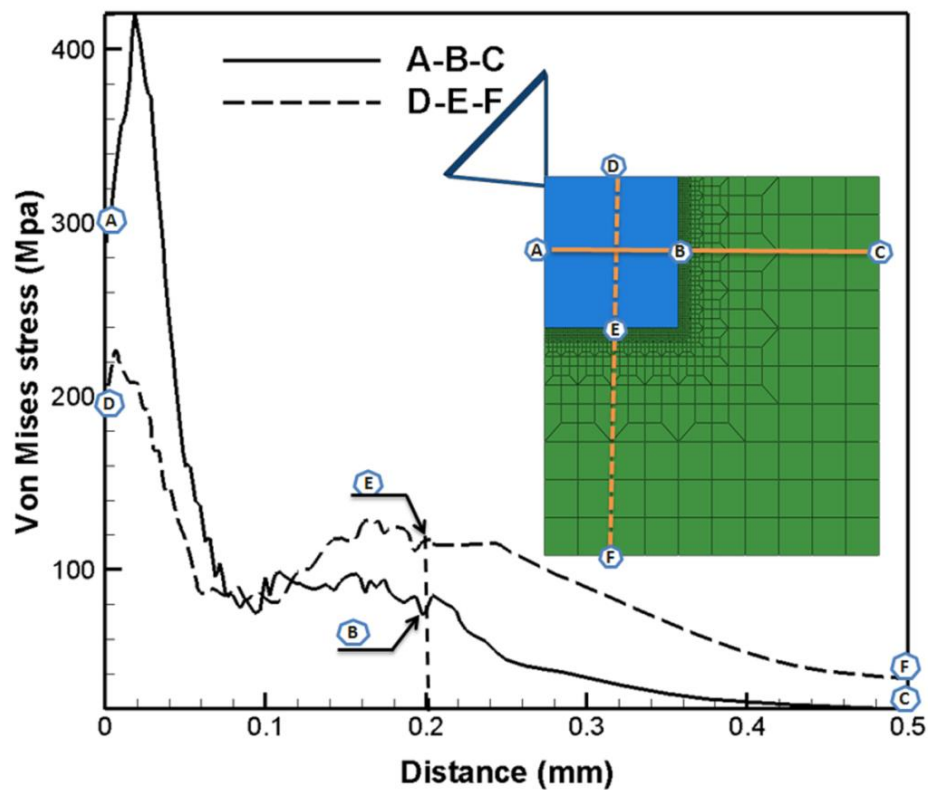 Von Mises stress (Mpa)
400
300
200
100
A-B-C
D-E-F
D
A
B
C
E
F
A
D
E
B
F
C
0
0.1
0.2
0.3
0.4
0.5
Distance (mm)